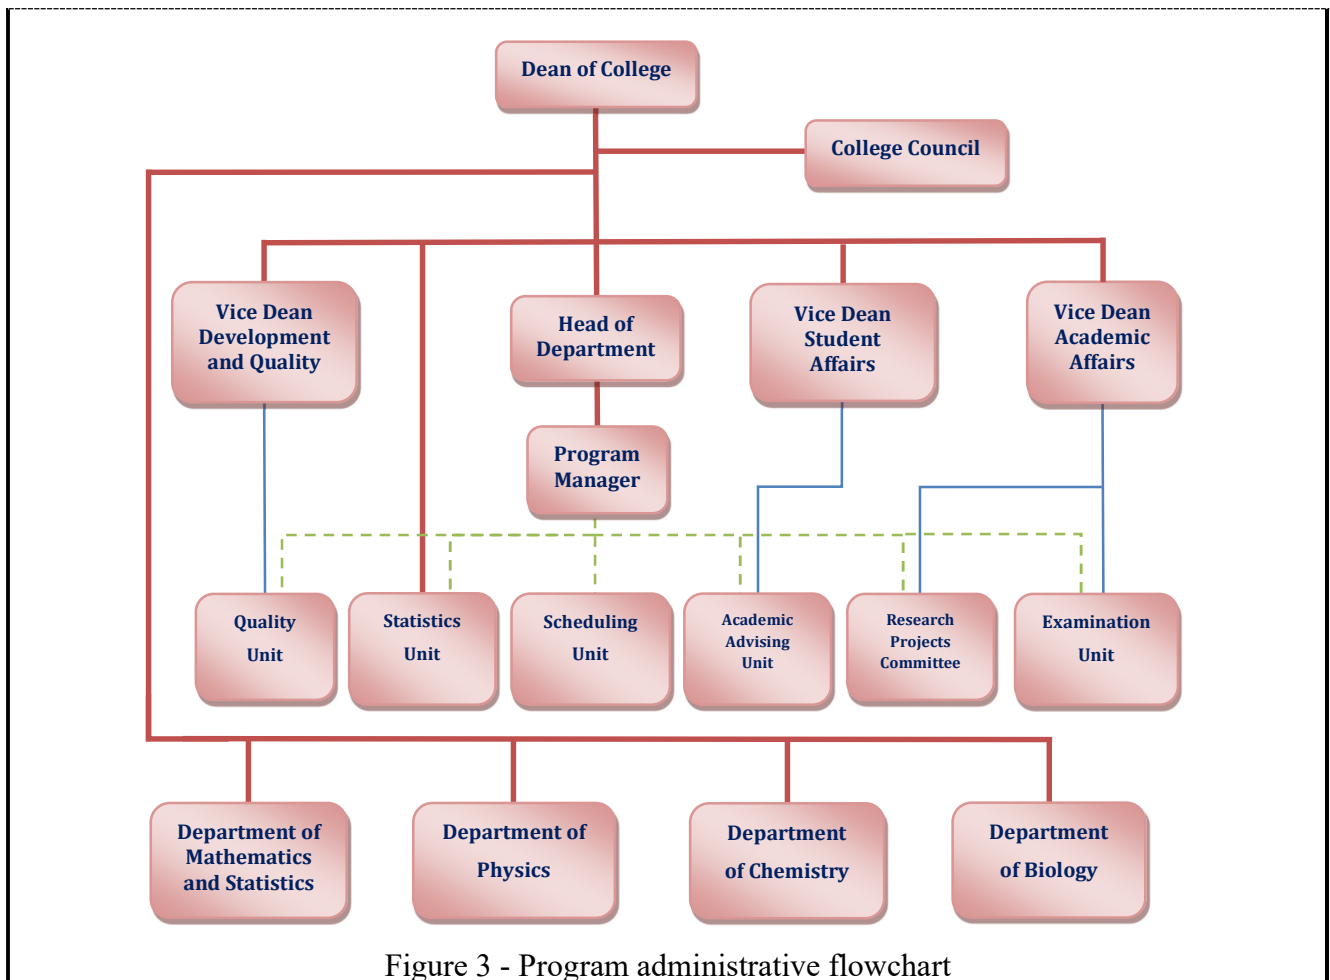 Dean of College
College Council
Vice Dean
Development
and Quality
Head of
Department
Vice Dean
Student
Affairs
Vice Dean
Academic
Affairs
Program
Manager
Quality
Unit
Statistics
Unit
Scheduling
Unit
Academic
Advising
Unit
Research
Projects
Committee
Examination
Unit
Department of
Mathematics
and Statistics
Department of
Physics
Department
of Chemistry
Department
of Biology
Figure 3 - Program administrative flowchart